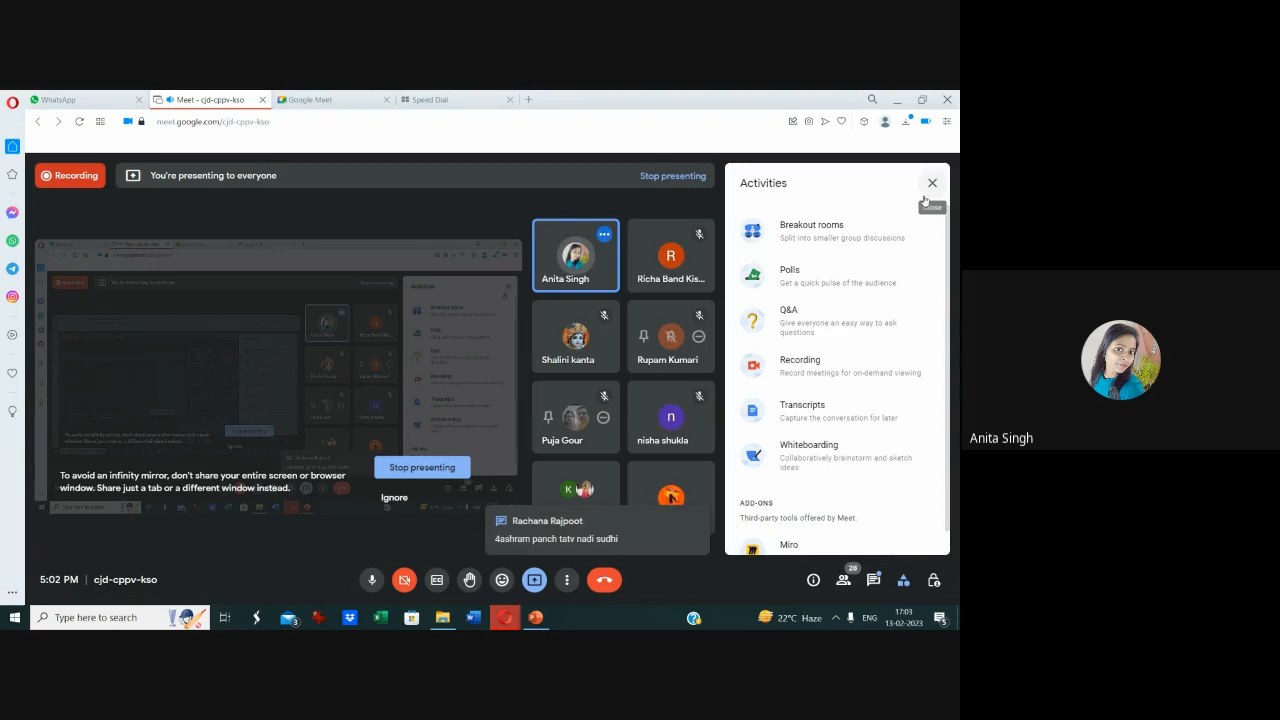 WhatsApp
Meet - cjd-cppv-kso
Google Meet
Speed Dial
meet.google.com/cjd-cppv-kso
Recording
You're presenting to everyone
Stop presenting
Activities
Close
Breakout rooms
Split into smaller group discussions
Polls
Get a quick pulse of the audience
Q&A
Give everyone an easy way to ask
questions
Recording
Record meetings for on-demand viewing
Transcripts
Capture the conversation for later
Whiteboarding
Collaboratively brainstorm and sketch
ideas
ADD-ONS
Third-party tools offered by Meet.
Miro
Anita Singh
R
Richa Band Kis...
Shalini kanta
R
Rupam Kumari
Puja Gour
n
nisha shukla
K
To avoid an infinity mirror, don't share your entire screen or browser
window. Share just a tab or a different window instead.
Stop presenting
Ignore
Rachana Rajpoot
4ashram panch tatv nadi sudhi
5:02 PM
cjd-cppv-kso
28
Type here to search
3
22°C Haze
ENG
17:03
13-02-2023
5
Anita Singh